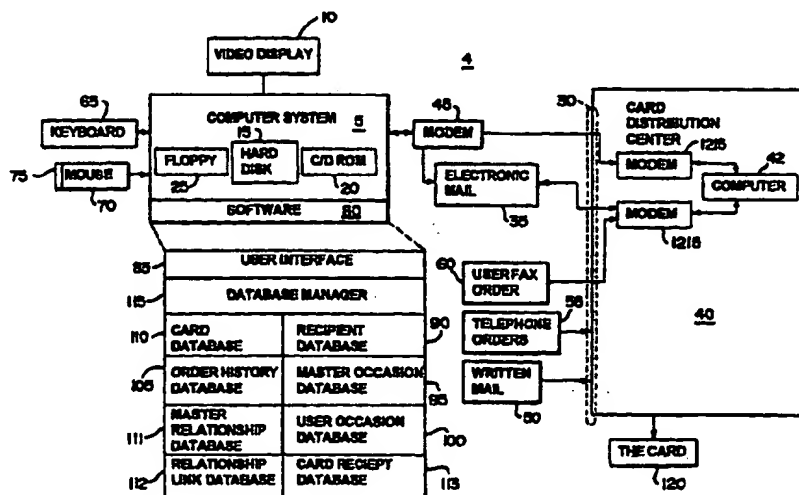 10
VIDEO DISPLAY
4
65
KEYBOARD
75
MOUSE
70
COMPUTER SYSTEM 5
15
FLOPPY
HARD DISK
C/D ROM
25
20
SOFTWARE 80
45
MODEM
ELECTRONIC MAIL
35
30
CARD DISTRIBUTION CENTER
1215
MODEM
42
COMPUTER
MODEM
1215
60
USER FAX ORDER
55
TELEPHONE ORDERS
WRITTEN MAIL
50
40
THE CARD
120
85
USER INTERFACE
115
DATABASE MANAGER
110
CARD DATABASE
RECIPIENT DATABASE
90
105
ORDER HISTORY DATABASE
MASTER OCCASION DATABASE
95
111
MASTER RELATIONSHIP DATABASE
USER OCCASION DATABASE
100
112
RELATIONSHIP LINK DATABASE
CARD RECIEPT DATABASE
113